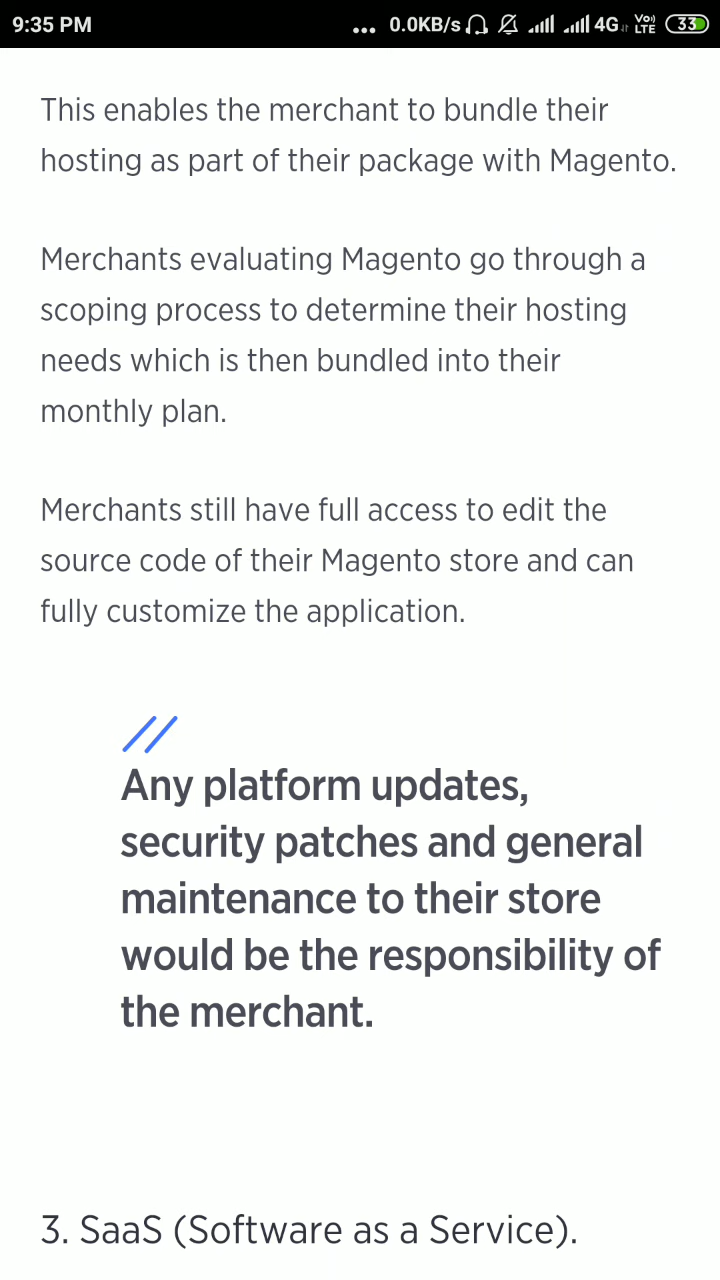 9:35 PM
... 0.0KB/s 4G Vo) LTE 33
This enables the merchant to bundle their
hosting as part of their package with Magento.
Merchants evaluating Magento go through a
scoping process to determine their hosting
needs which is then bundled into their
monthly plan.
Merchants still have full access to edit the
source code of their Magento store and can
fully customize the application.
Any platform updates,
security patches and general
maintenance to their store
would be the responsibility of
the merchant.
3. SaaS (Software as a Service).